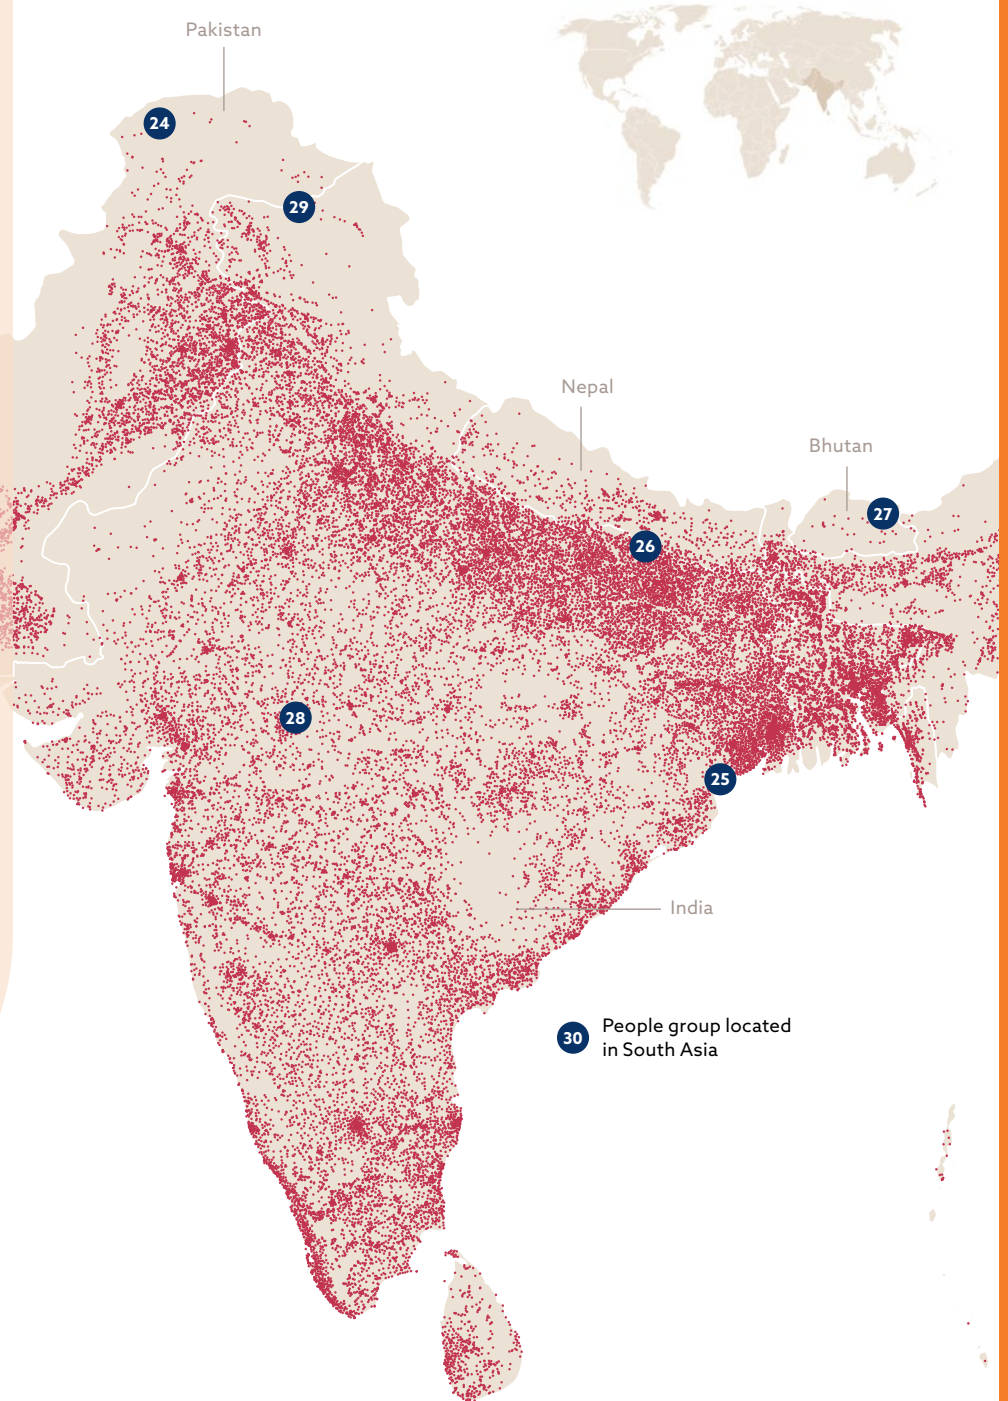 Pakistan
24
29
Nepal
Bhutan
27
26
28
25
India
30
People group located
in South Asia